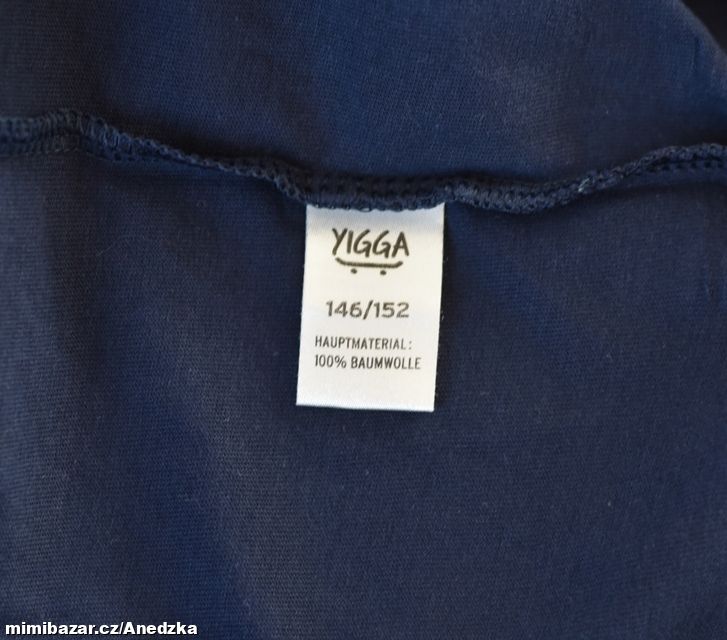 YIGGA
146/152
HAUPTMATERIAL:
100% BAUMWOLLE
mimibazar.cz/Anedzka